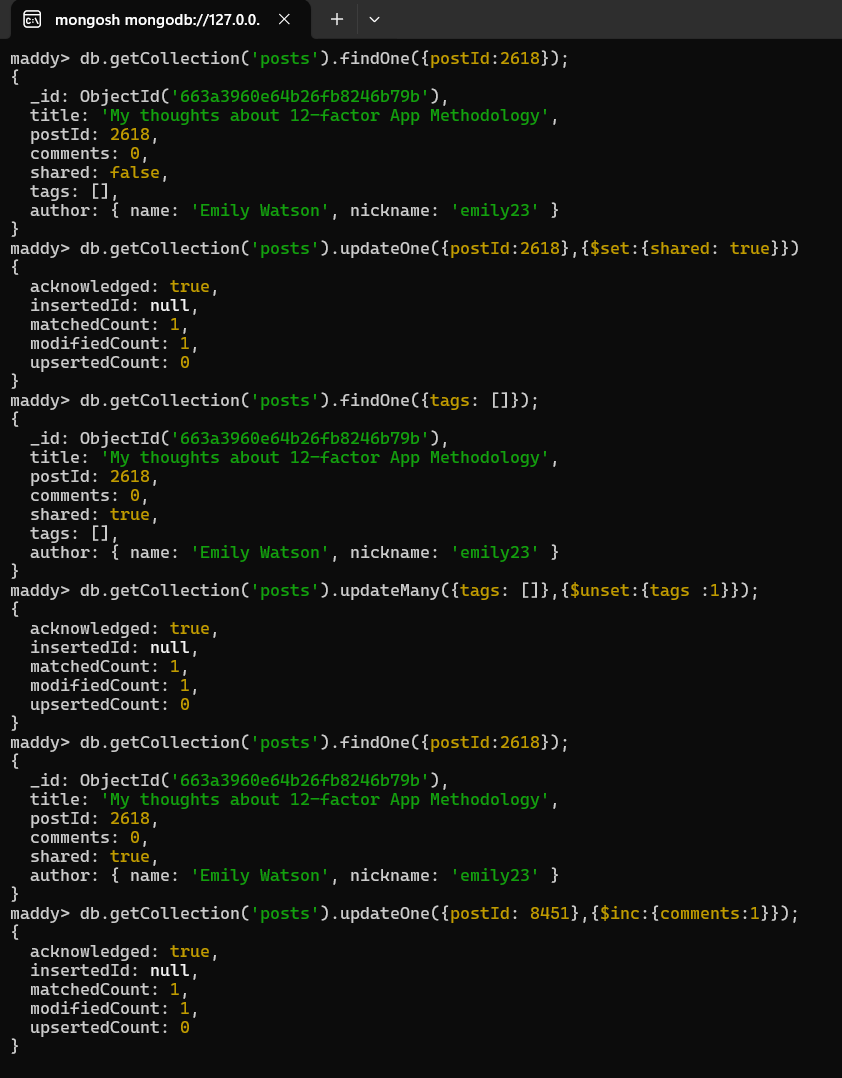 mongosh mongodb://127.0.0.
maddy> db.getCollection('posts').findOne({postId:2618});
{
  _id: ObjectId('663a3960e64b26fb8246b79b'),
  title: 'My thoughts about 12-factor App Methodology',
  postId: 2618,
  comments: 0,
  shared: false,
  tags: [],
  author: { name: 'Emily Watson', nickname: 'emily23' }
}
maddy> db.getCollection('posts').updateOne({postId:2618},{$set:{shared: true}})
{
  acknowledged: true,
  insertedId: null,
  matchedCount: 1,
  modifiedCount: 1,
  upsertedCount: 0
}
maddy> db.getCollection('posts').findOne({tags: []});
{
  _id: ObjectId('663a3960e64b26fb8246b79b'),
  title: 'My thoughts about 12-factor App Methodology',
  postId: 2618,
  comments: 0,
  shared: true,
  tags: [],
  author: { name: 'Emily Watson', nickname: 'emily23' }
}
maddy> db.getCollection('posts').updateMany({tags: []},{$unset:{tags :1}});
{
  acknowledged: true,
  insertedId: null,
  matchedCount: 1,
  modifiedCount: 1,
  upsertedCount: 0
}
maddy> db.getCollection('posts').findOne({postId:2618});
{
  _id: ObjectId('663a3960e64b26fb8246b79b'),
  title: 'My thoughts about 12-factor App Methodology',
  postId: 2618,
  comments: 0,
  shared: true,
  author: { name: 'Emily Watson', nickname: 'emily23' }
}
maddy> db.getCollection('posts').updateOne({postId: 8451},{$inc:{comments:1}});
{
  acknowledged: true,
  insertedId: null,
  matchedCount: 1,
  modifiedCount: 1,
  upsertedCount: 0
}